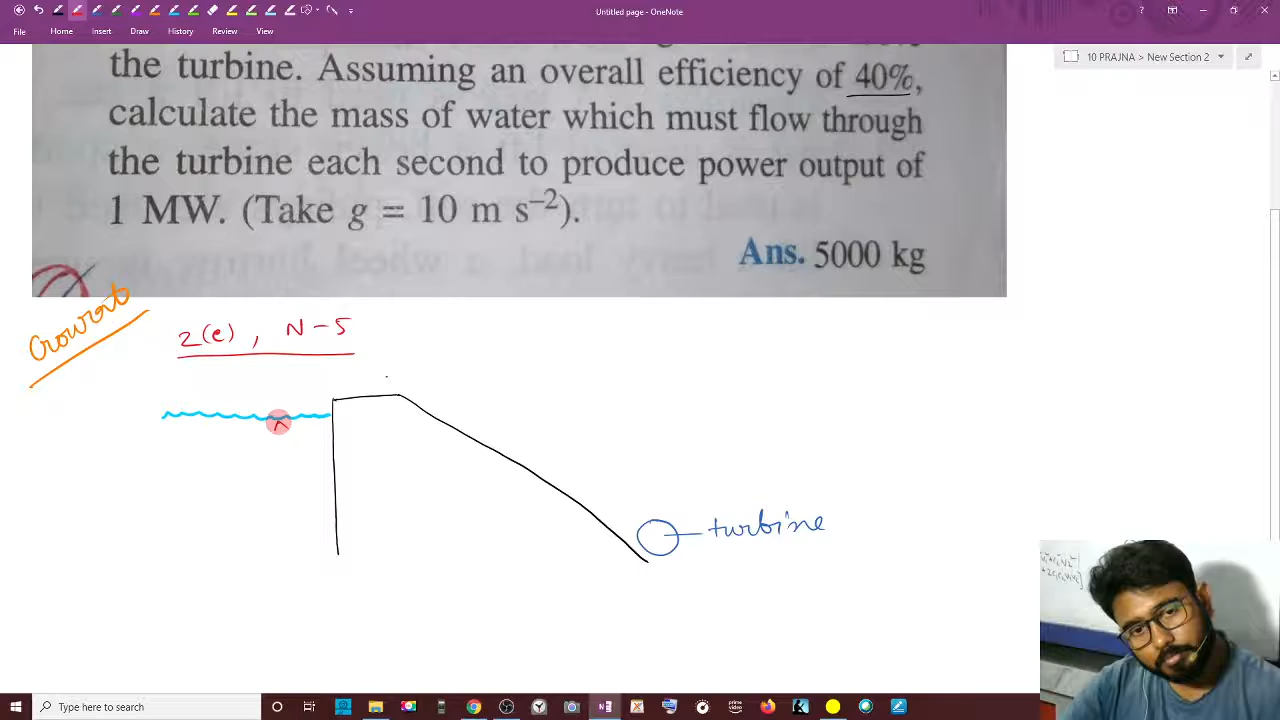 Untitled page - OneNote
File Home Insert Draw History Review View
10 PRAJNA > New Section 2
the turbine. Assuming an overall efficiency of 40%,
calculate the mass of water which must flow through
the turbine each second to produce power output of
1 MW. (Take g = 10 m s⁻²).
Ans. 5000 kg
2(e), N-5
turbine
Type here to search
prime video